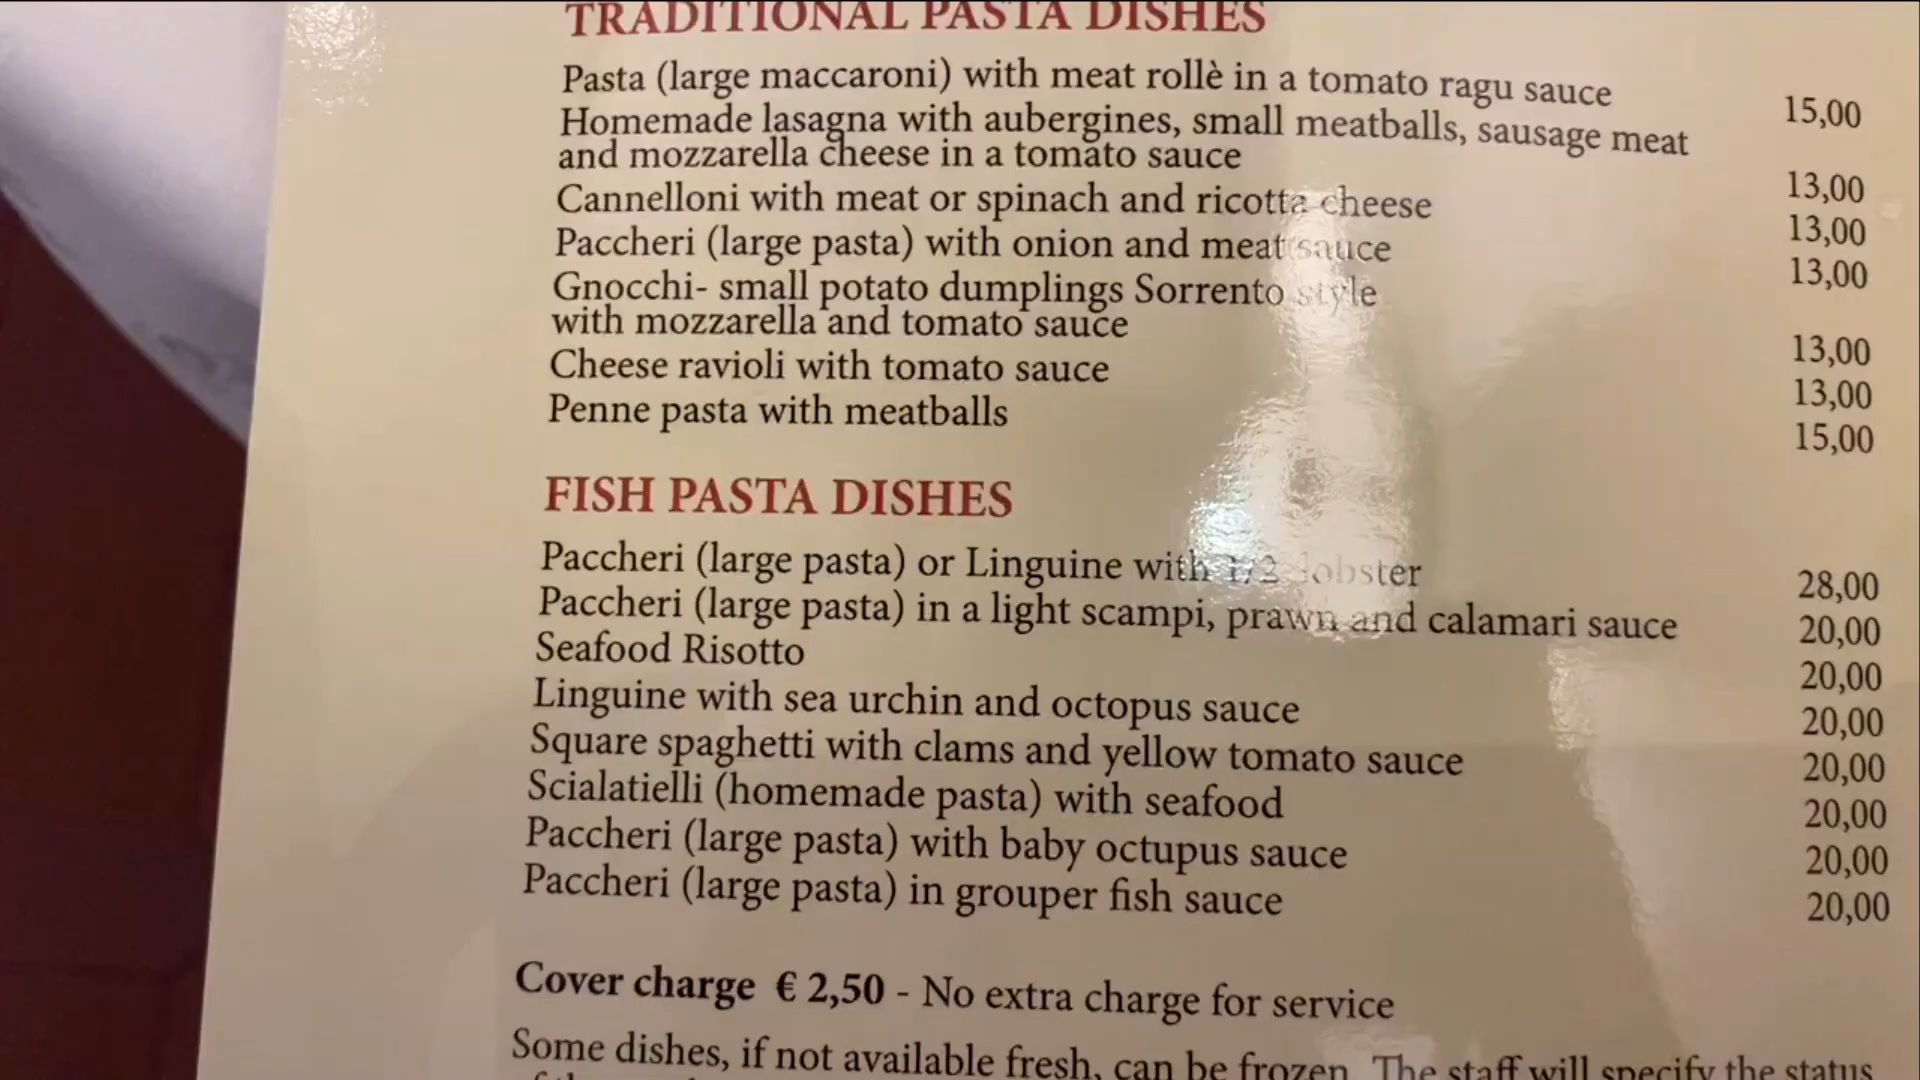 TRADITIONAL PASTA DISHES
Pasta (large maccaroni) with meat rollè in a tomato ragu sauce 15,00
Homemade lasagna with aubergines, small meatballs, sausage meat
and mozzarella cheese in a tomato sauce 13,00
Cannelloni with meat or spinach and ricotta cheese 13,00
Paccheri (large pasta) with onion and meat sauce 13,00
Gnocchi- small potato dumplings Sorrento style
with mozzarella and tomato sauce 13,00
Cheese ravioli with tomato sauce 13,00
Penne pasta with meatballs 15,00
FISH PASTA DISHES
Paccheri (large pasta) or Linguine with 1/2 lobster 28,00
Paccheri (large pasta) in a light scampi, prawn and calamari sauce 20,00
Seafood Risotto 20,00
Linguine with sea urchin and octopus sauce 20,00
Square spaghetti with clams and yellow tomato sauce 20,00
Scialatielli (homemade pasta) with seafood 20,00
Paccheri (large pasta) with baby octupus sauce 20,00
Paccheri (large pasta) in grouper fish sauce 20,00
Cover charge € 2,50 - No extra charge for service
Some dishes, if not available fresh, can be frozen. The staff will specify the status